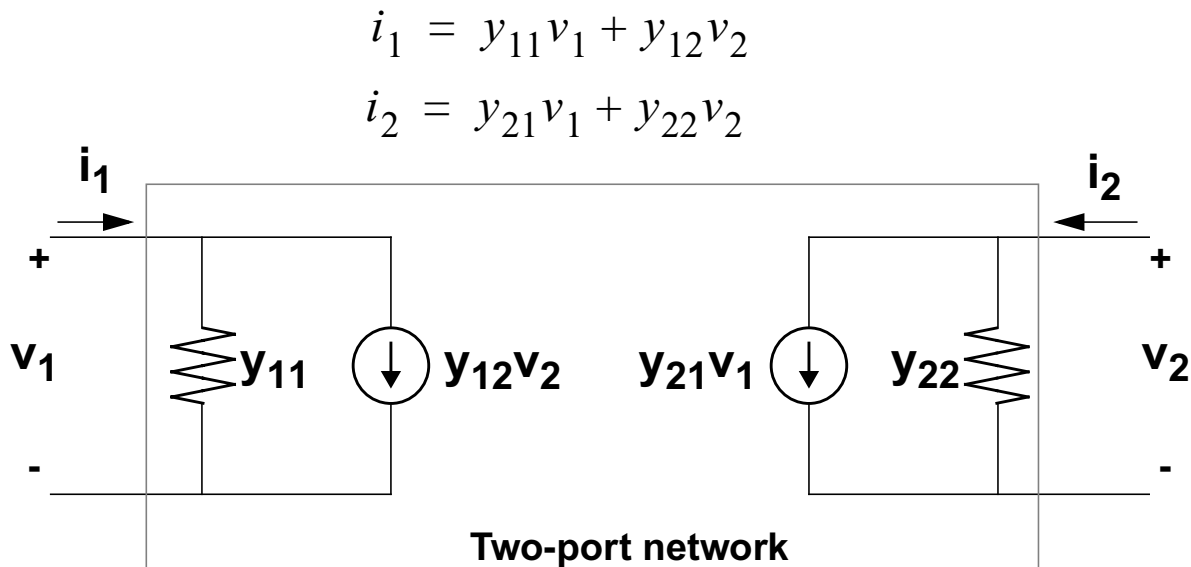 i₁ = y₁₁v₁ + y₁₂v₂
i₂ = y₂₁v₁ + y₂₂v₂
i₁ i₂
+ +
v₁ y₁₁ y₁₂v₂ y₂₁v₁ y₂₂ v₂
- -
Two-port network